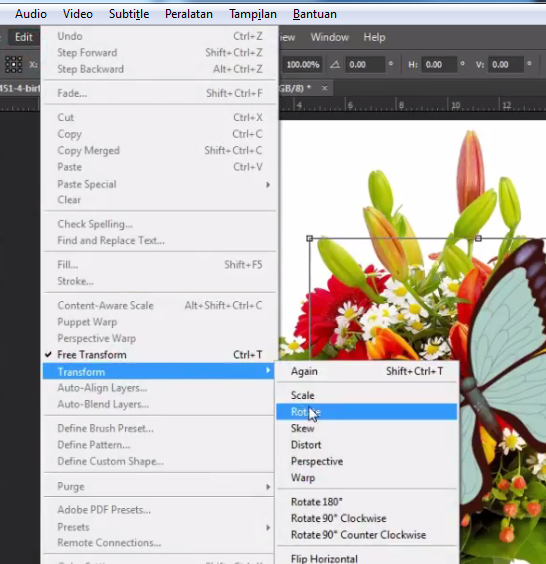 Audio Video Subtitle Peralatan Tampilan Bantuan
Edit Window Help
X: 100.00% 0.00 ° H: 0.00 ° V: 0.00
RGB/8) * ×
4 6 8 10 12
Undo Ctrl+Z
Step Forward Shift+Ctrl+Z
Step Backward Alt+Ctrl+Z
Fade... Shift+Ctrl+F
Cut Ctrl+X
Copy Ctrl+C
Copy Merged Shift+Ctrl+C
Paste Ctrl+V
Paste Special
Clear
Check Spelling...
Find and Replace Text...
Fill... Shift+F5
Stroke...
Content-Aware Scale Alt+Shift+Ctrl+C
Puppet Warp
Perspective Warp
Free Transform Ctrl+T
Transform
Auto-Align Layers...
Auto-Blend Layers...
Define Brush Preset...
Define Pattern...
Define Custom Shape...
Purge
Adobe PDF Presets...
Presets
Remote Connections...
Again Shift+Ctrl+T
Scale
Rotate
Skew
Distort
Perspective
Warp
Rotate 180°
Rotate 90° Clockwise
Rotate 90° Counter Clockwise
Flip Horizontal